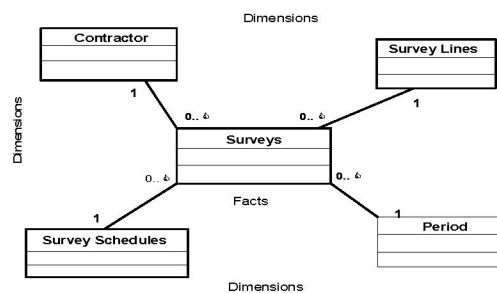 Dimensions
Contractor
Survey Lines
1
1
0.. 👍
0.. 👍
Dimensions
Surveys
0.. 👍
0.. 👍
Facts
1
1
Survey Schedules
Period
Dimensions